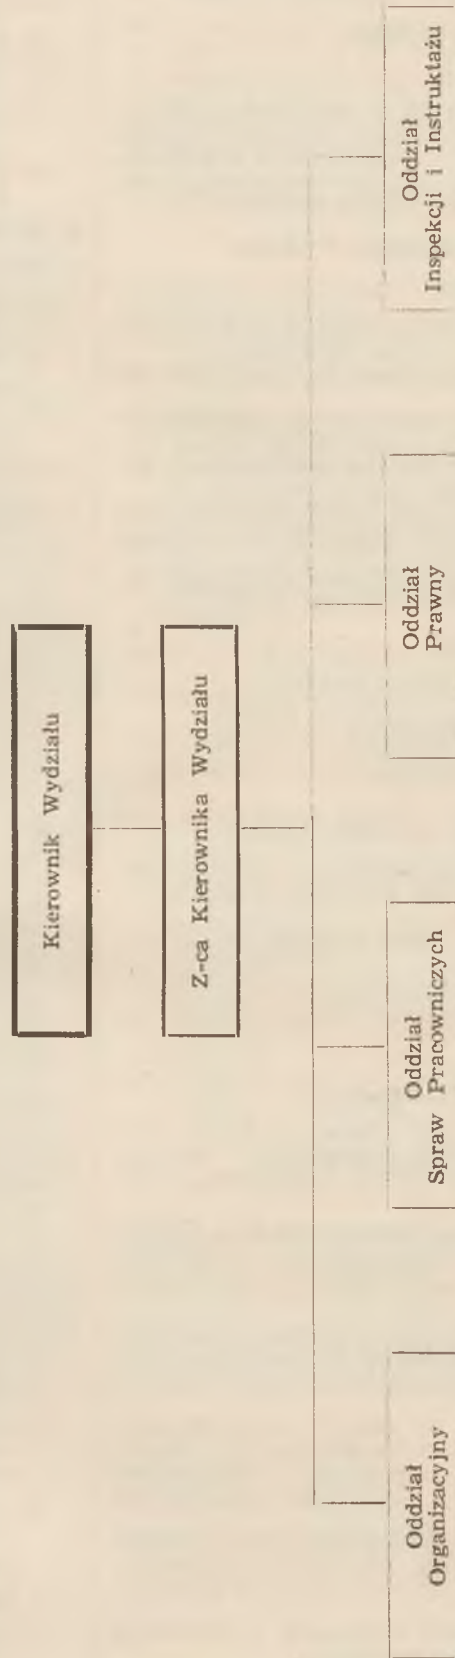 Kierownik Wydziału
Z-ca Kierownika Wydziału
Oddział
Organizacyjny
Oddział
Spraw Pracowniczych
Oddział
Prawny
Oddział
Inspekcji i Instruktażu